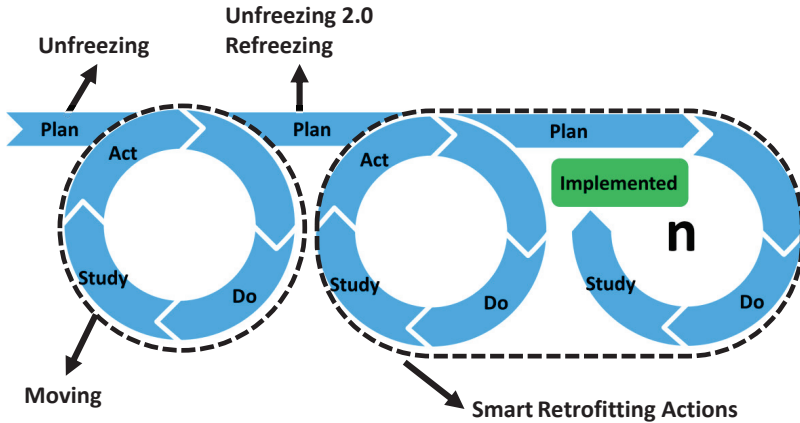 Unfreezing 2.0
Unfreezing
Refreezing
Plan
Plan
Plan
Act
Act
Implemented
n
Study
Do
Study
Do
Study
Do
Moving
Smart Retrofitting Actions